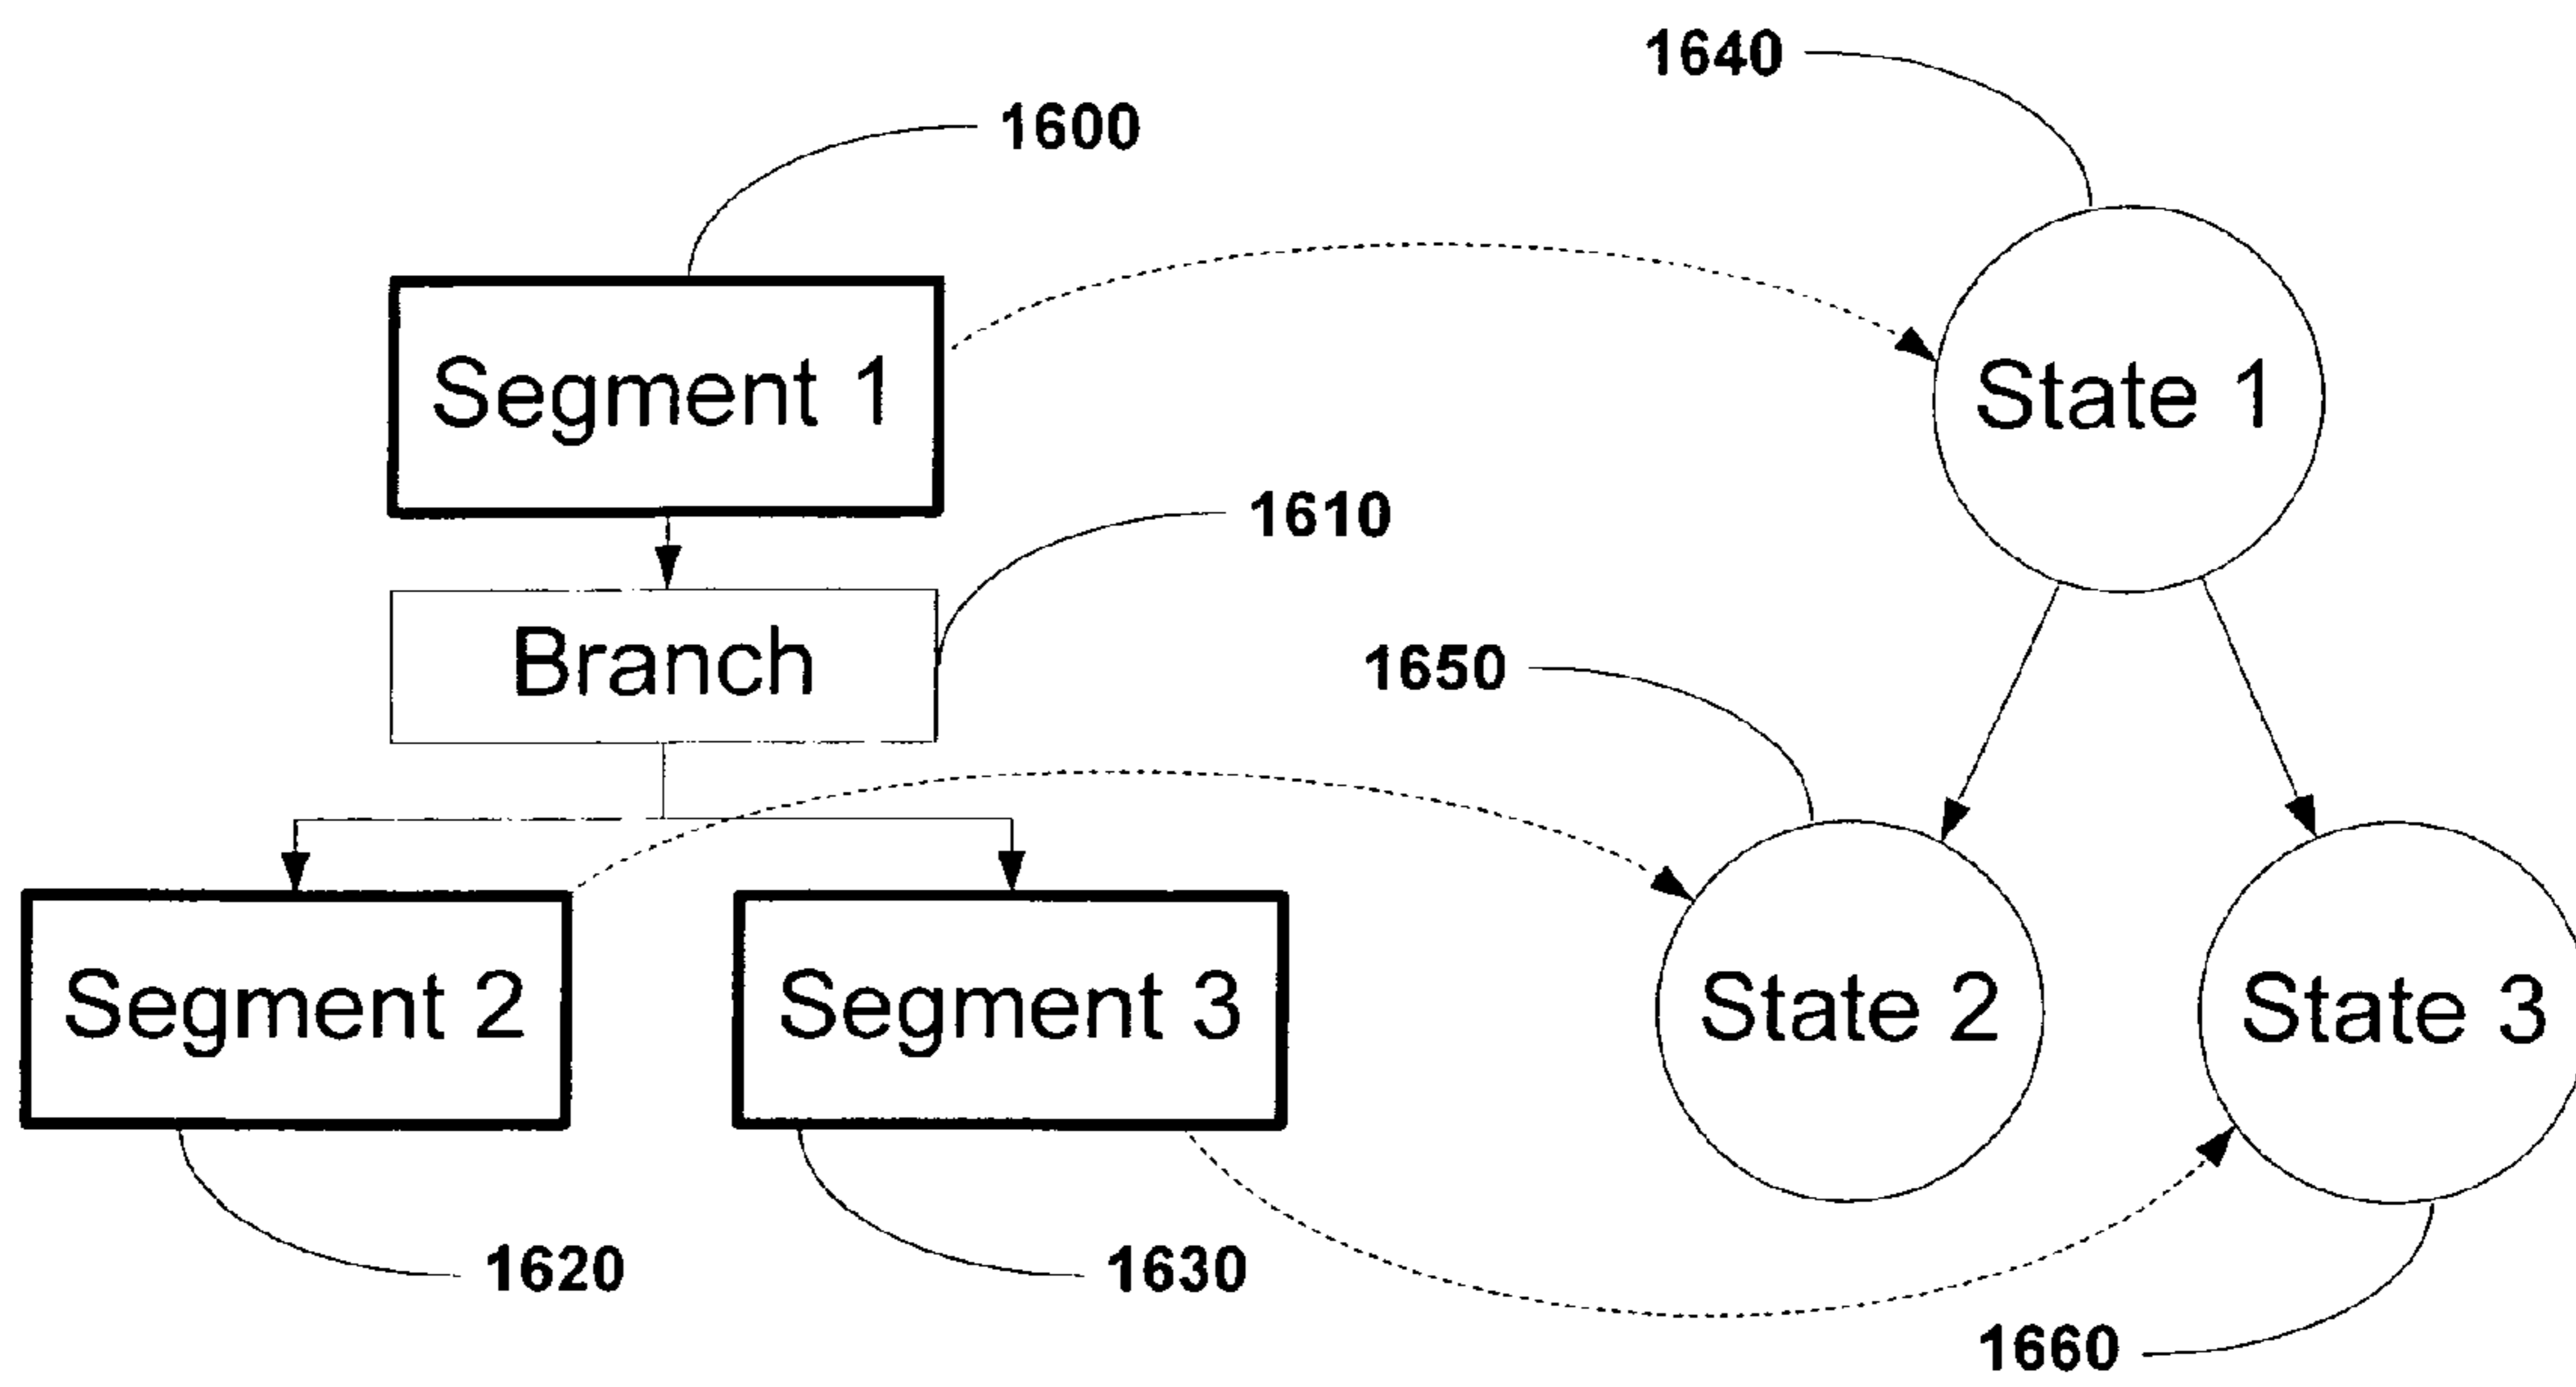 1640
1600
Segment 1
State 1
1610
Branch
1650
Segment 2
Segment 3
State 2
State 3
1620
1630
1660